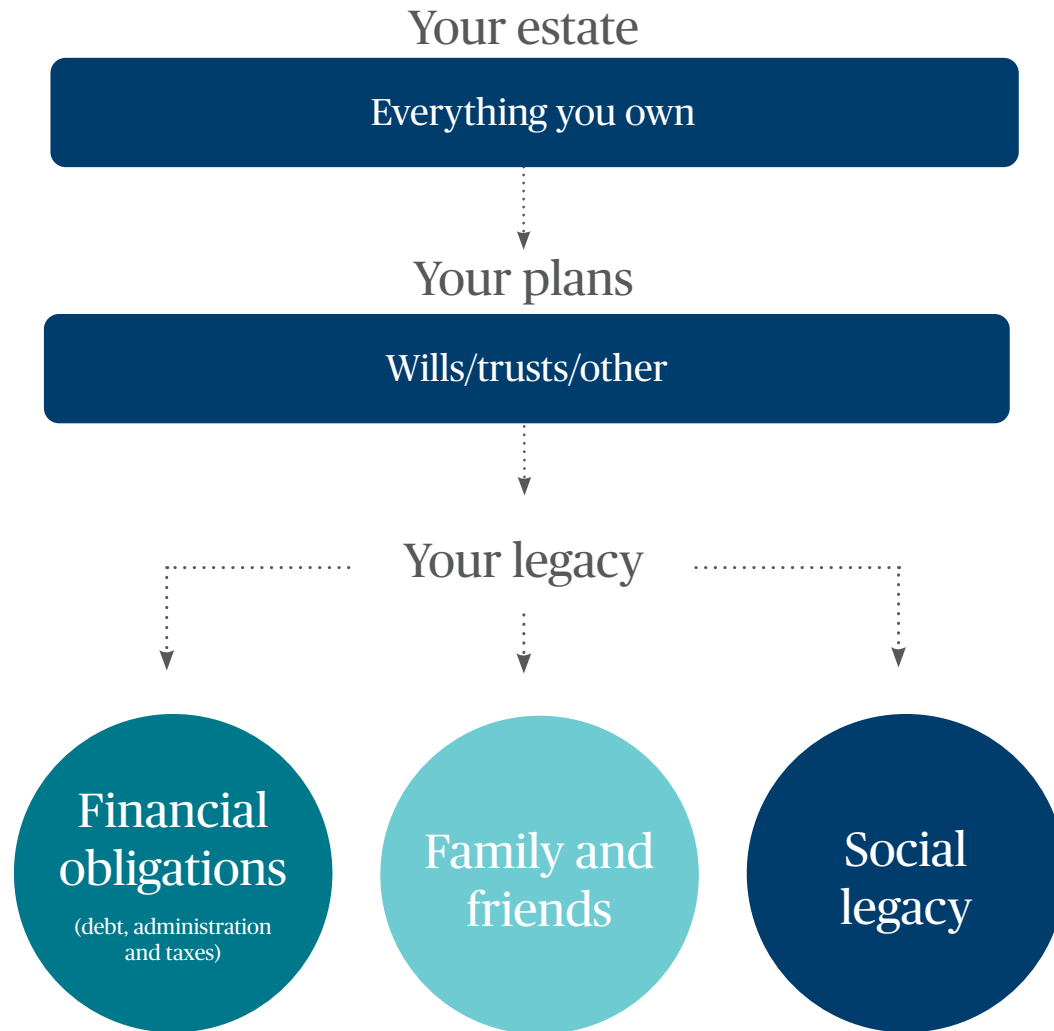 Your estate
Everything you own
Your plans
Wills/trusts/other
Your legacy
Financial
obligations
(debt, administration
and taxes)
Family and
friends
Social
legacy